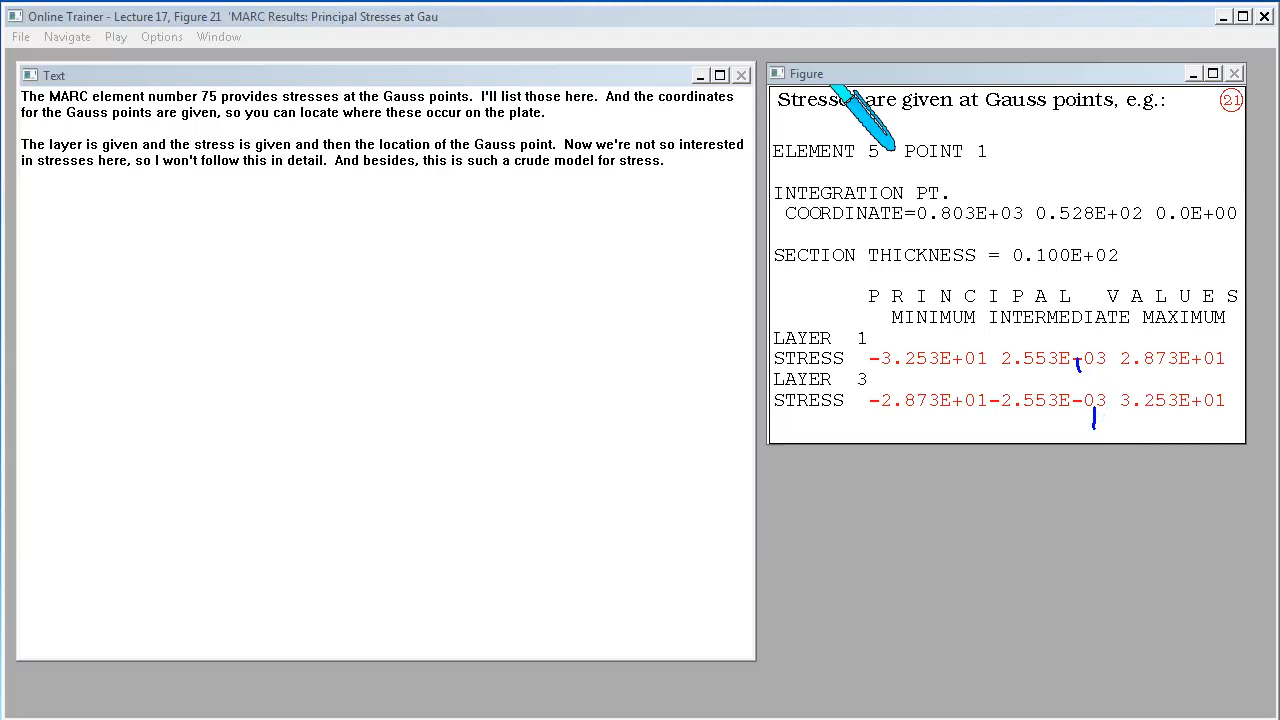 Online Trainer - Lecture 17, Figure 21 'MARC Results: Principal Stresses at Gau
File Navigate Play Options Window
Text
The MARC element number 75 provides stresses at the Gauss points. I'll list those here. And the coordinates
for the Gauss points are given, so you can locate where these occur on the plate.
The layer is given and the stress is given and then the location of the Gauss point. Now we're not so interested
in stresses here, so I won't follow this in detail. And besides, this is such a crude model for stress.
Figure
Stresses are given at Gauss points, e.g.: 21
ELEMENT 5 POINT 1
INTEGRATION PT.
COORDINATE=0.803E+03 0.528E+02 0.0E+00
SECTION THICKNESS = 0.100E+02
P R I N C I P A L V A L U E S
MINIMUM INTERMEDIATE MAXIMUM
LAYER 1
STRESS -3.253E+01 2.553E-03 2.873E+01
LAYER 3
STRESS -2.873E+01-2.553E-03 3.253E+01